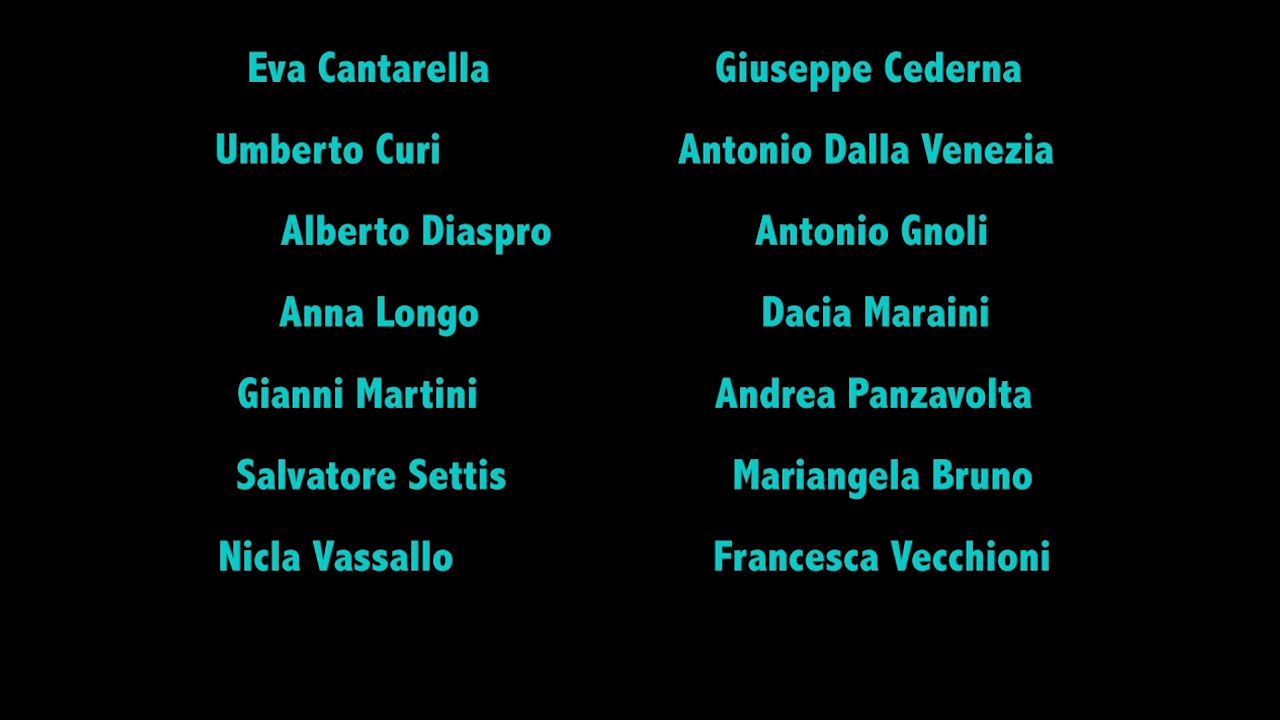 Eva Cantarella Giuseppe Cederna
Umberto Curi Antonio Dalla Venezia
Alberto Diaspro Antonio Gnoli
Anna Longo Dacia Maraini
Gianni Martini Andrea Panzavolta
Salvatore Settis Mariangela Bruno
Nicla Vassallo Francesca Vecchioni